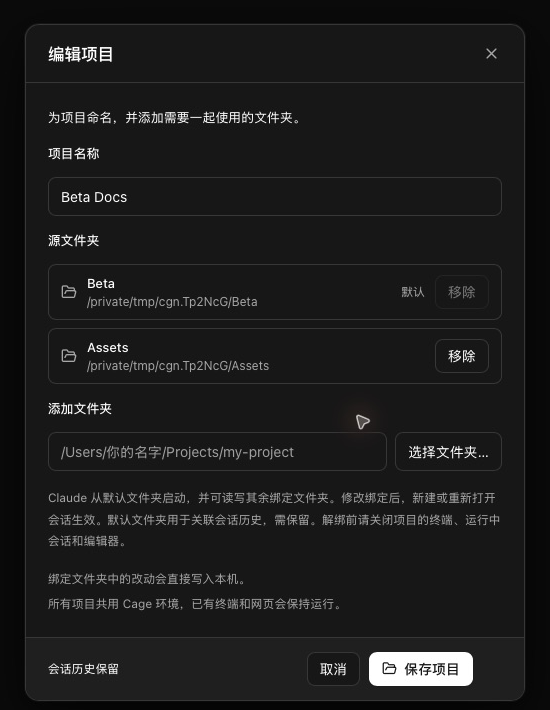 编辑项目
为项目命名，并添加需要一起使用的文件夹。
项目名称
Beta Docs
源文件夹
Beta
/private/tmp/cgn.Tp2NcG/Beta
默认
移除
Assets
/private/tmp/cgn.Tp2NcG/Assets
移除
添加文件夹
/Users/你的名字/Projects/my-project
选择文件夹...
Claude 从默认文件夹启动，并可读写其余绑定文件夹。修改绑定后，新建或重新打开
会话生效。默认文件夹用于关联会话历史，需保留。解绑前请关闭项目的终端、运行中
会话和编辑器。
绑定文件夹中的改动会直接写入本机。
所有项目共用 Cage 环境，已有终端和网页会保持运行。
会话历史保留
取消
保存项目